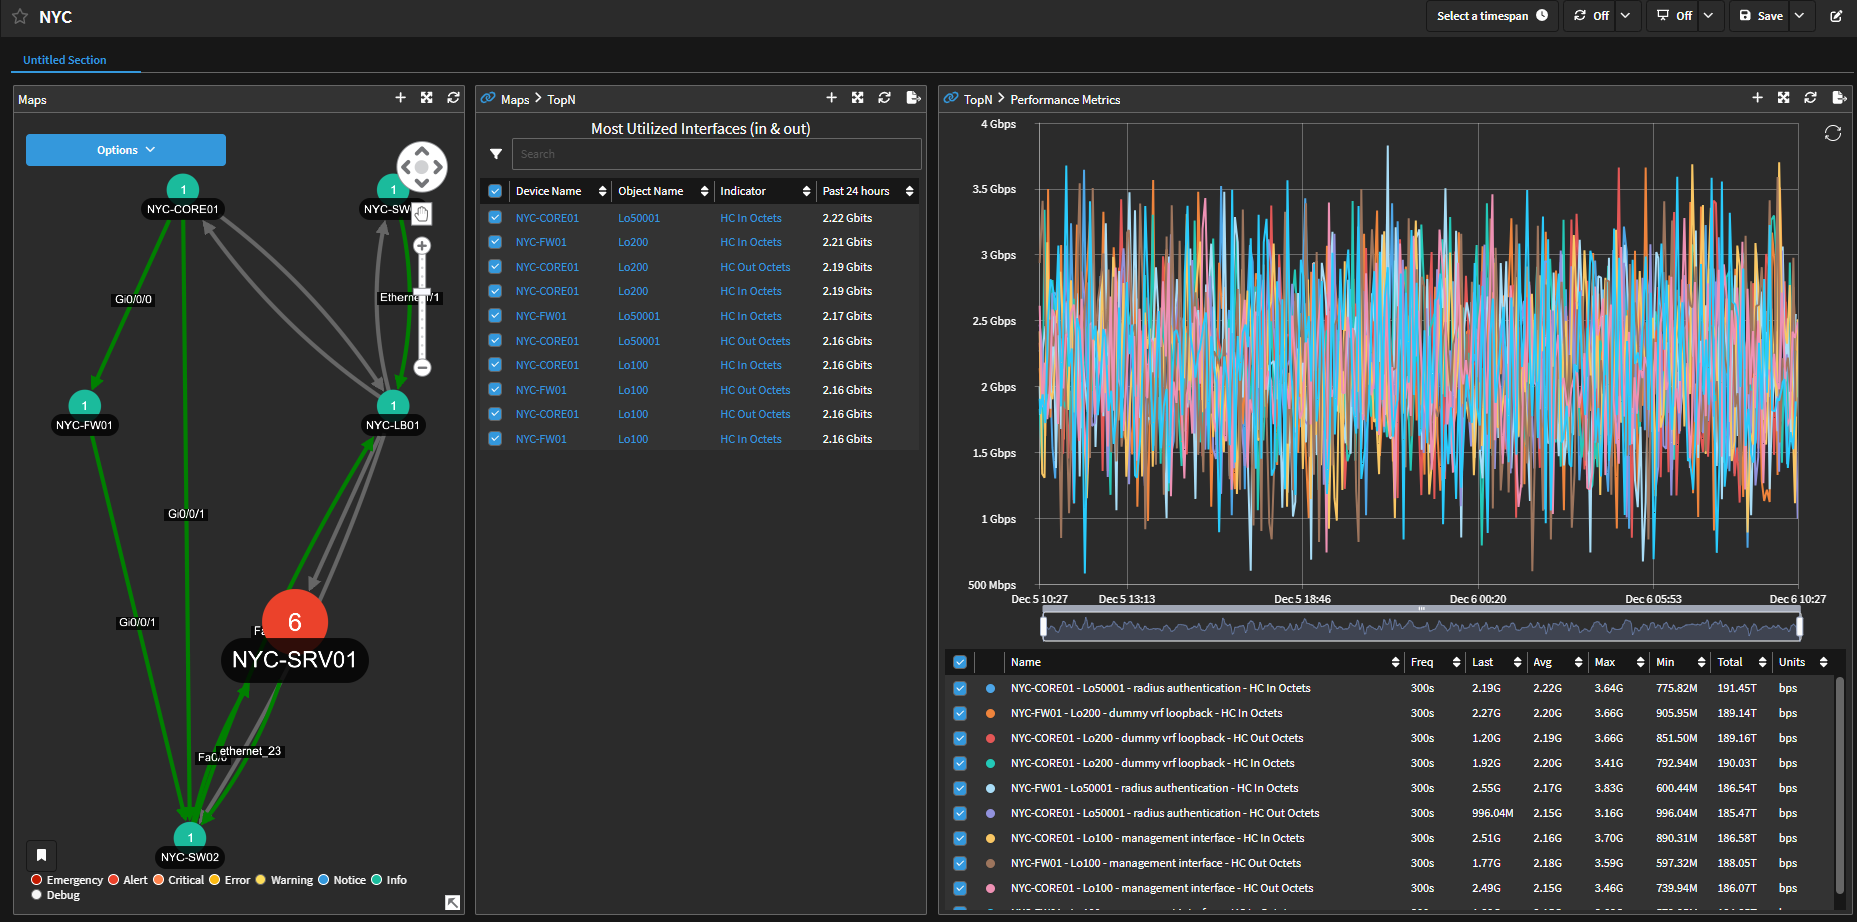 NYC
Select a timespan
Off
Off
Save
Untitled Section
Maps
Options
1
NYC-CORE01
1
Gi0/0/0
1
NYC-FW01
1
NYC-LB01
Gi0/0/1
Gi0/0/1
6
NYC-SRV01
ethernet_23
1
NYC-SW02
Emergency Alert Critical Error Warning Notice Info
Debug
Maps > TopN
Most Utilized Interfaces (in & out)
Search
Device Name Object Name Indicator Past 24 hours
NYC-CORE01 Lo50001 HC In Octets 2.22 Gbits
NYC-FW01 Lo200 HC In Octets 2.21 Gbits
NYC-CORE01 Lo200 HC Out Octets 2.19 Gbits
NYC-CORE01 Lo200 HC In Octets 2.19 Gbits
NYC-FW01 Lo50001 HC In Octets 2.17 Gbits
NYC-CORE01 Lo50001 HC Out Octets 2.16 Gbits
NYC-CORE01 Lo100 HC In Octets 2.16 Gbits
NYC-FW01 Lo100 HC Out Octets 2.16 Gbits
NYC-CORE01 Lo100 HC Out Octets 2.16 Gbits
NYC-FW01 Lo100 HC In Octets 2.16 Gbits
TopN > Performance Metrics
4 Gbps
3.5 Gbps
3 Gbps
2.5 Gbps
2 Gbps
1.5 Gbps
1 Gbps
500 Mbps
Dec 5 10:27 Dec 5 13:13 Dec 5 18:46 Dec 6 00:20 Dec 6 05:53 Dec 6 10:27
Name Freq Last Avg Max Min Total Units
NYC-CORE01 - Lo50001 - radius authentication - HC In Octets 300s 2.19G 2.22G 3.64G 775.82M 191.45T bps
NYC-FW01 - Lo200 - dummy vrf loopback - HC In Octets 300s 2.27G 2.20G 3.66G 905.95M 189.14T bps
NYC-CORE01 - Lo200 - dummy vrf loopback - HC Out Octets 300s 1.20G 2.19G 3.66G 851.50M 189.16T bps
NYC-CORE01 - Lo200 - dummy vrf loopback - HC In Octets 300s 1.92G 2.20G 3.41G 792.94M 190.03T bps
NYC-FW01 - Lo50001 - radius authentication - HC In Octets 300s 2.55G 2.17G 3.83G 600.44M 186.54T bps
NYC-CORE01 - Lo50001 - radius authentication - HC Out Octets 300s 996.04M 2.15G 3.16G 996.04M 185.47T bps
NYC-CORE01 - Lo100 - management interface - HC In Octets 300s 2.51G 2.16G 3.70G 890.31M 186.58T bps
NYC-FW01 - Lo100 - management interface - HC Out Octets 300s 1.77G 2.18G 3.59G 597.32M 188.05T bps
NYC-CORE01 - Lo100 - management interface - HC Out Octets 300s 2.49G 2.15G 3.46G 739.94M 186.07T bps